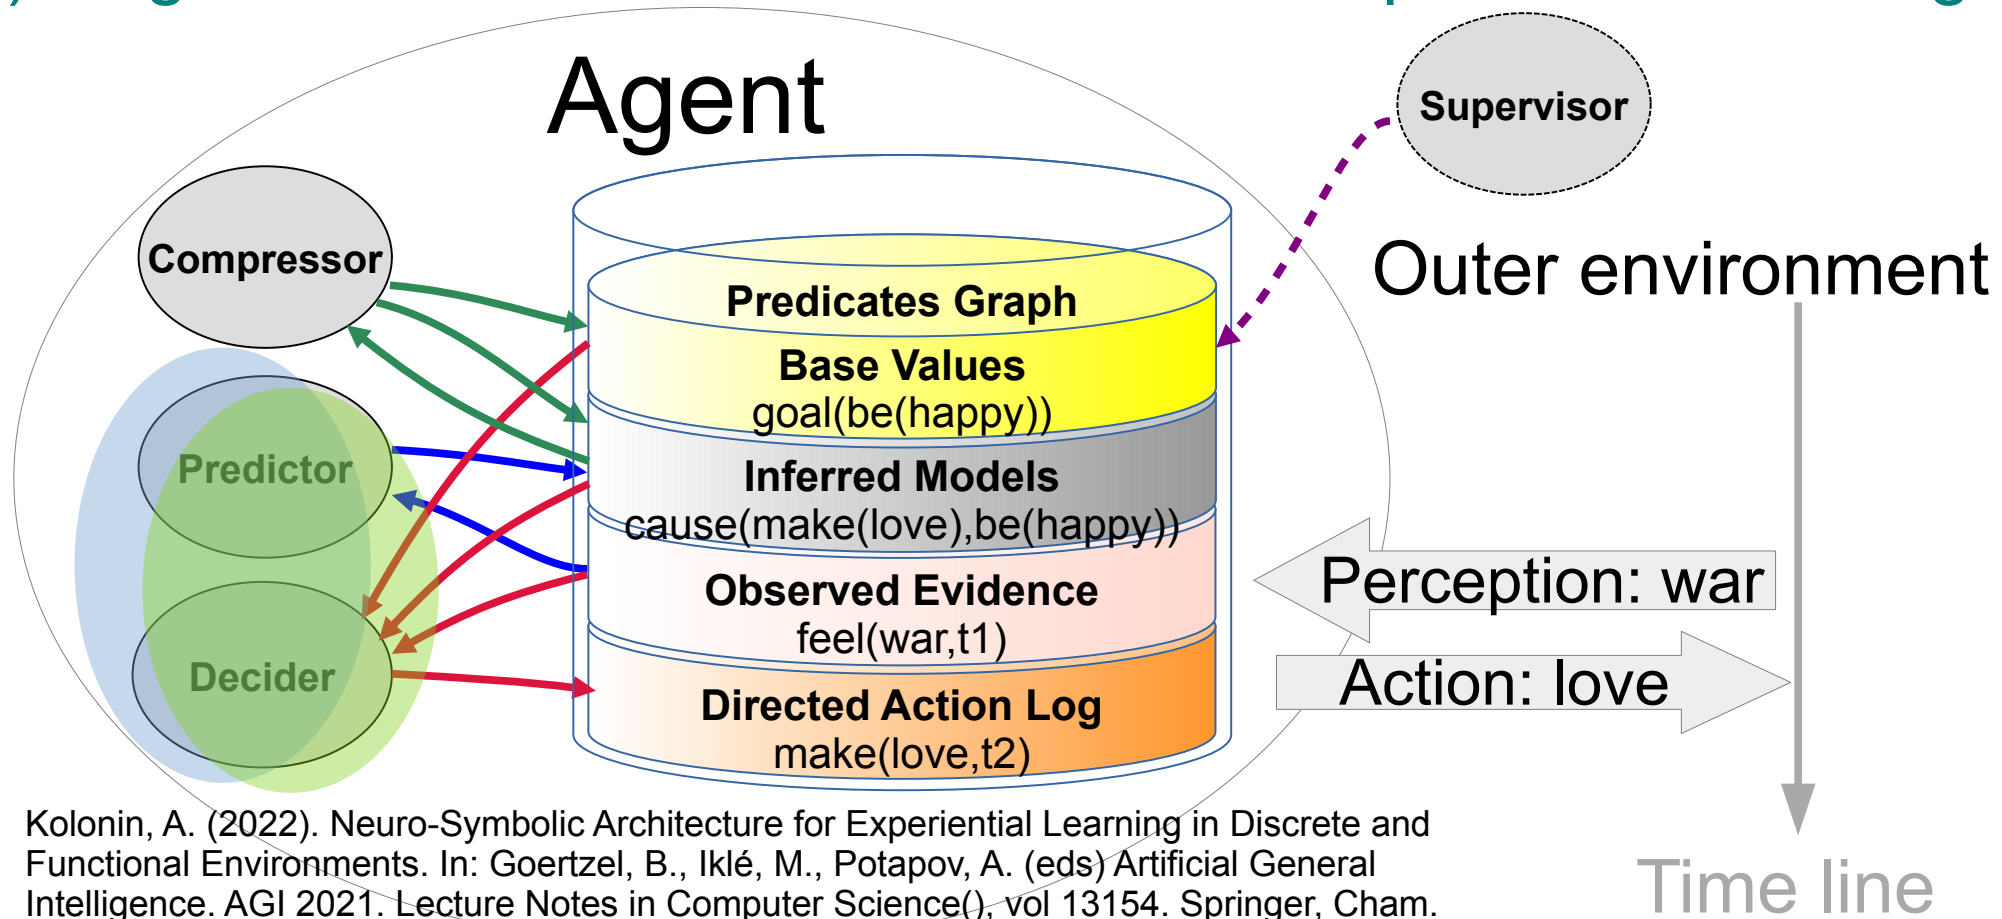 Agent
Supervisor
Compressor
Outer environment
Predicates Graph
Base Values
goal(be(happy))
Predictor
Inferred Models
cause(make(love),be(happy))
Perception: war
Observed Evidence
feel(war,t1)
Decider
Action: love
Directed Action Log
make(love,t2)
Kolonin, A. (2022). Neuro-Symbolic Architecture for Experiential Learning in Discrete and
Functional Environments. In: Goertzel, B., Iklé, M., Potapov, A. (eds) Artificial General
Intelligence. AGI 2021. Lecture Notes in Computer Science(), vol 13154. Springer, Cham.
Time line